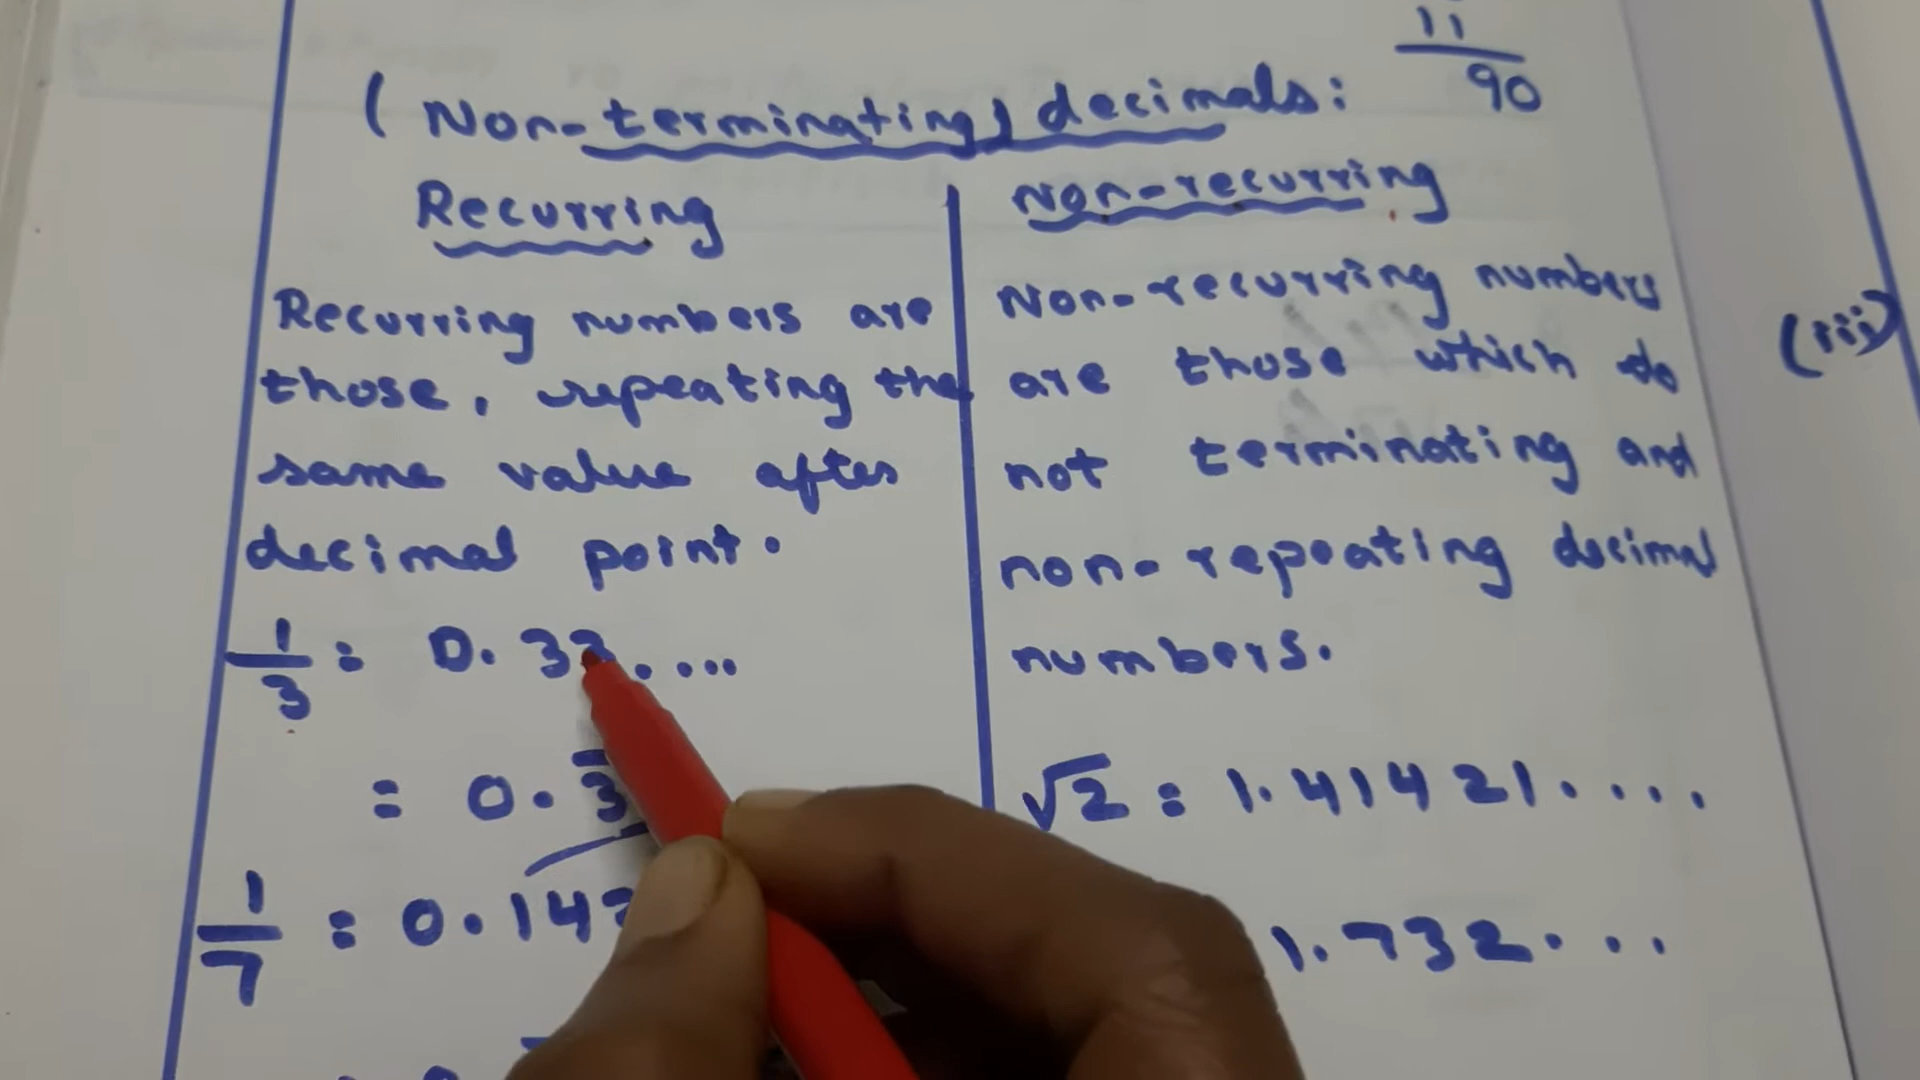 11
90
(Non-terminating) decimals:
Recurring
Recurring numbers are
those, repeating the
same value after
decimal point.
1
3
= 0.33....
= 0.3̅
1
7
= 0.142
Non-recurring
Non-recurring numbers
are those which do
not terminating and
non-repeating decimal
numbers.
√2 = 1.41421....
1.732...
(iii)